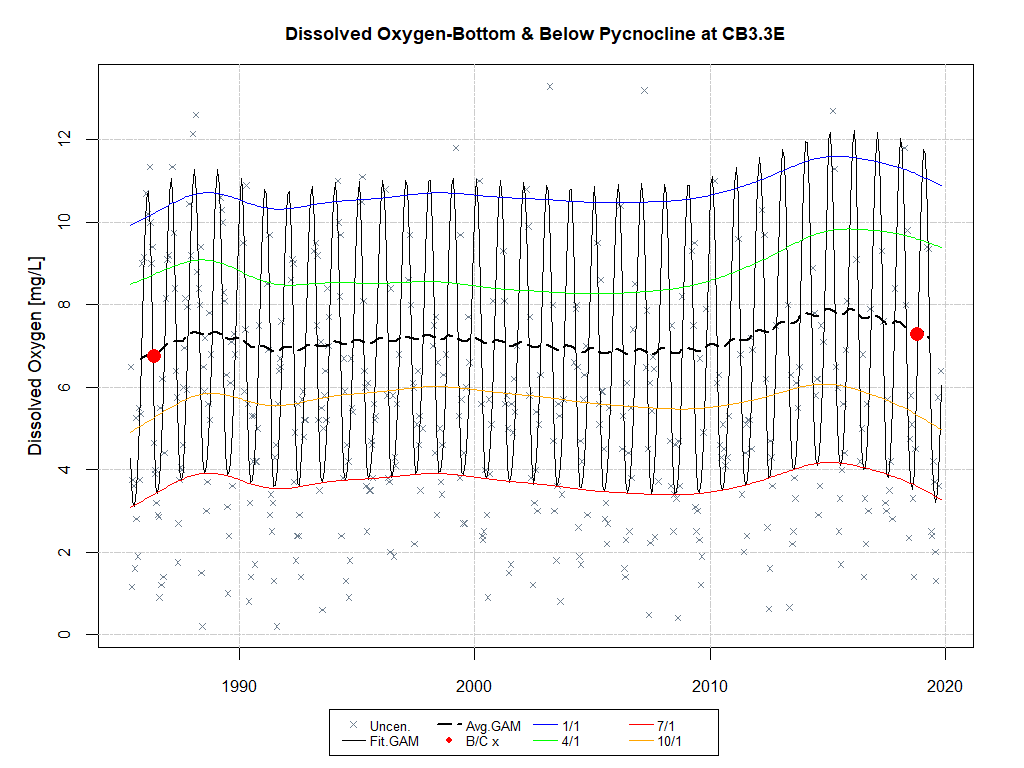 Dissolved Oxygen-Bottom & Below Pycnocline at CB3.3E
Dissolved Oxygen [mg/L]
12
10
8
6
4
2
0
1990 2000 2010 2020
Uncen. Avg.GAM 1/1 7/1
Fit.GAM B/C x 4/1 10/1